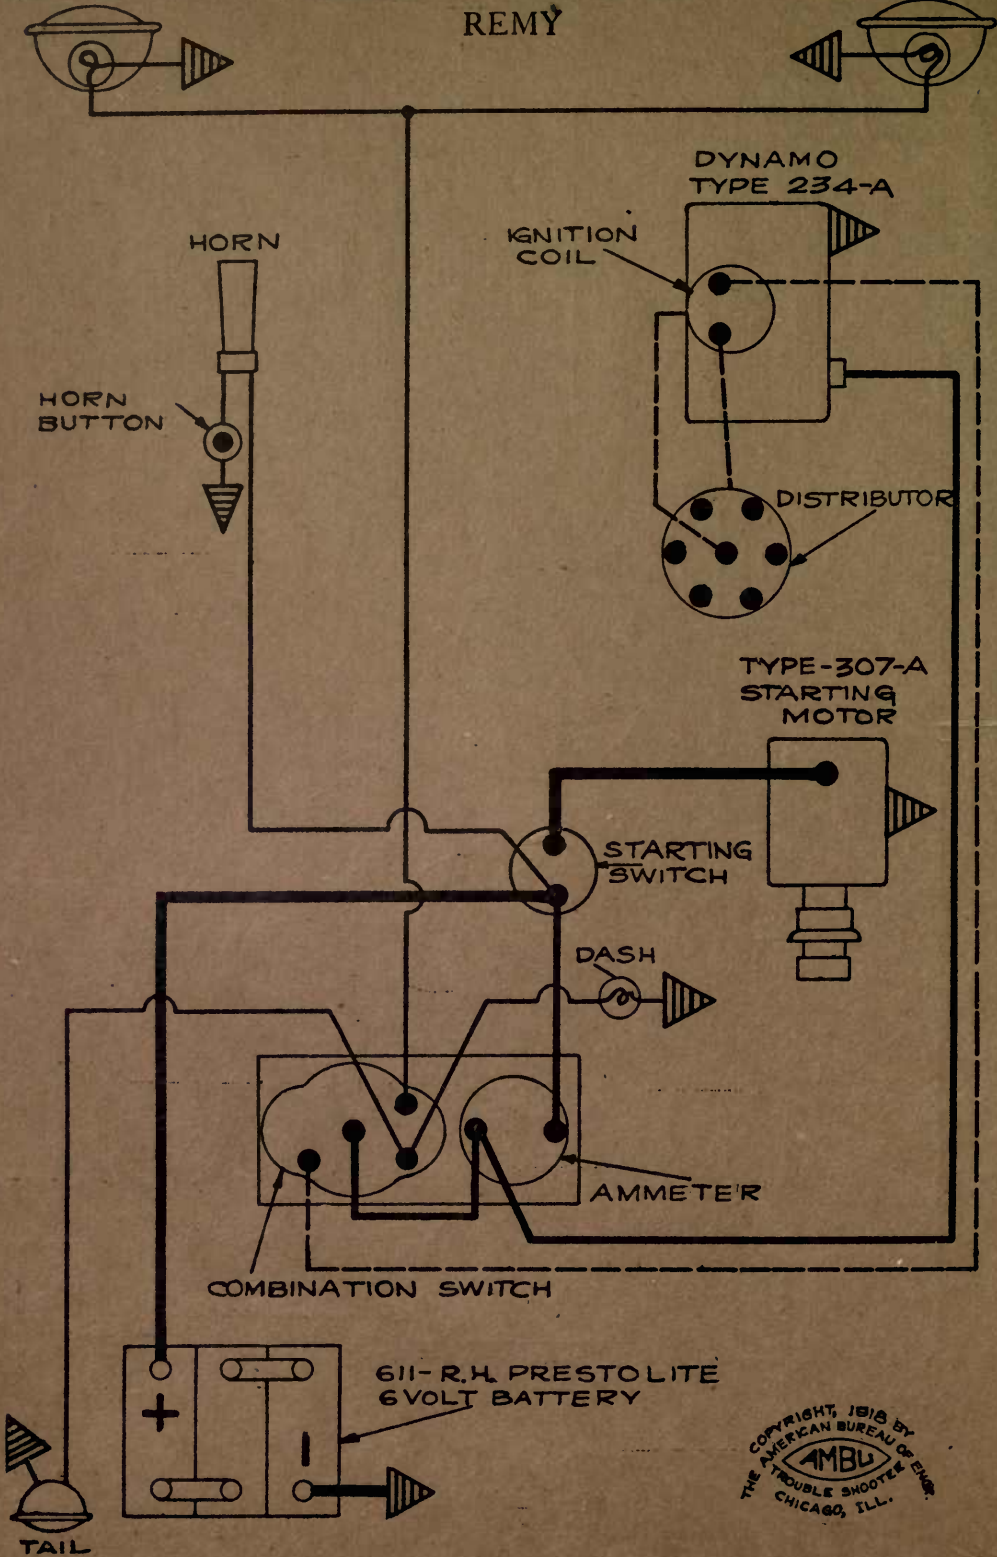 REMY
DYNAMO
TYPE 234-A
HORN
IGNITION
COIL
HORN
BUTTON
DISTRIBUTOR
TYPE-307-A
STARTING
MOTOR
STARTING
SWITCH
DASH
AMMETER
COMBINATION SWITCH
611-R.H. PRESTOLITE
6 VOLT BATTERY
+
-
TAIL
COPYRIGHT, 1918 BY
THE AMERICAN BUREAU OF ENGR.
AMBU
TROUBLE SHOOTER
CHICAGO, ILL.